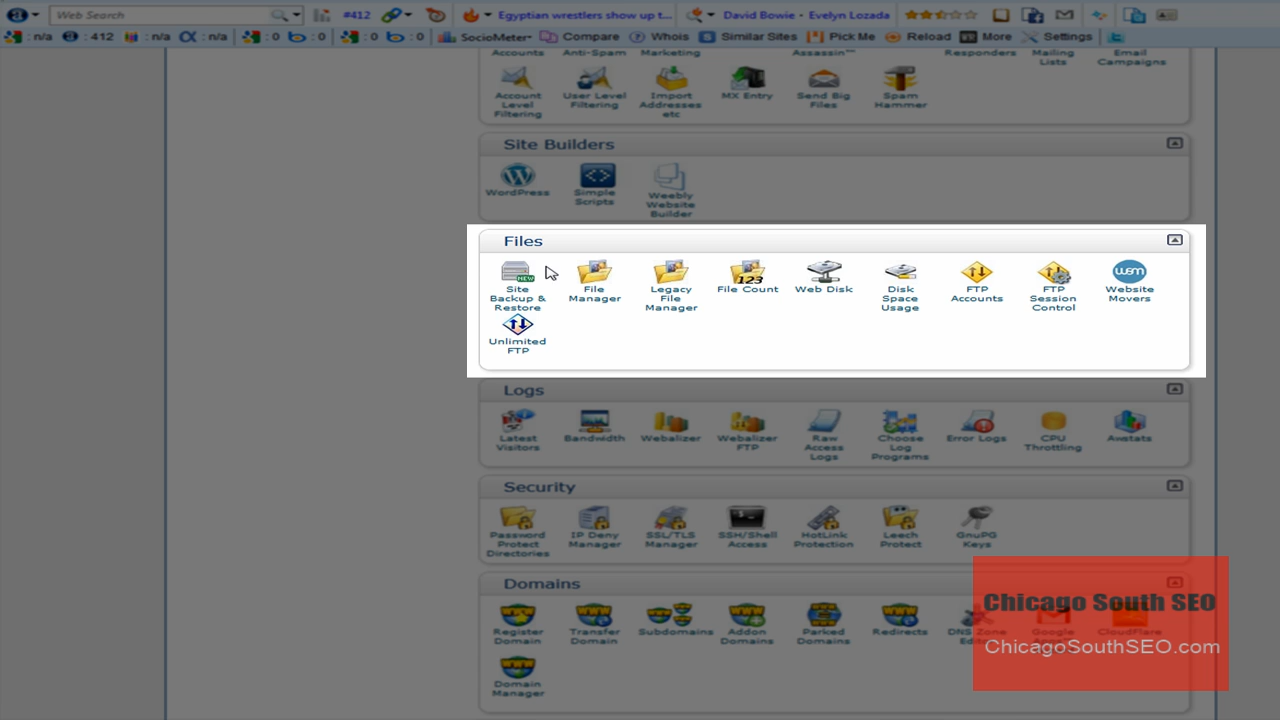 Web Search
#412
Egyptian wrestlers show up t...
David Bowie · Evelyn Lozada
: n/a
: 412
: n/a
: n/a
: 0
: 0
: 0
: 0
SocioMeter
Compare
Whois
Similar Sites
Pick Me
Reload
More
Settings
Accounts
Anti-Spam
Marketing
Assassin™
Responders
Mailing
Lists
Email
Campaigns
Account
Level
Filtering
User Level
Filtering
Import
Addresses
etc
MX Entry
Send Big
Files
Spam
Hammer
Site Builders
WordPress
Simple
Scripts
Weebly
Website
Builder
Files
NEW
Site
Backup &
Restore
File
Manager
Legacy
File
Manager
123
File Count
Web Disk
Disk
Space
Usage
FTP
Accounts
FTP
Session
Control
wsm
Website
Movers
Unlimited
FTP
Logs
Latest
Visitors
Bandwidth
Webalizer
Webalizer
FTP
Raw
Access
Logs
Choose
Log
Programs
Error Logs
CPU
Throttling
Awstats
Security
Password
Protect
Directories
IP Deny
Manager
SSL/TLS
Manager
SSH/Shell
Access
HotLink
Protection
Leech
Protect
GnuPG
Keys
Domains
Register
Domain
Transfer
Domain
Subdomains
Addon
Domains
Parked
Domains
Redirects
DNS Zone
Google
CloudFlare
Domain
Manager
Chicago South SEO
ChicagoSouthSEO.com